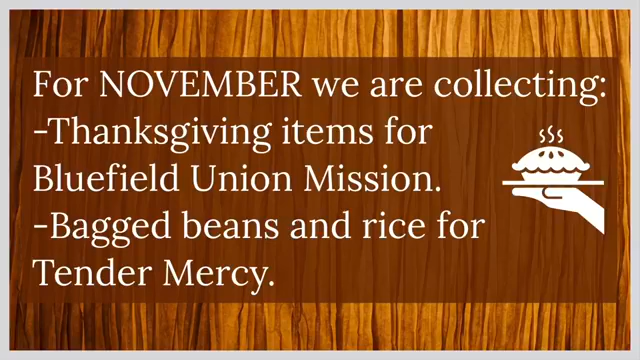 For NOVEMBER we are collecting:
-Thanksgiving items for
Bluefield Union Mission.
-Bagged beans and rice for
Tender Mercy.